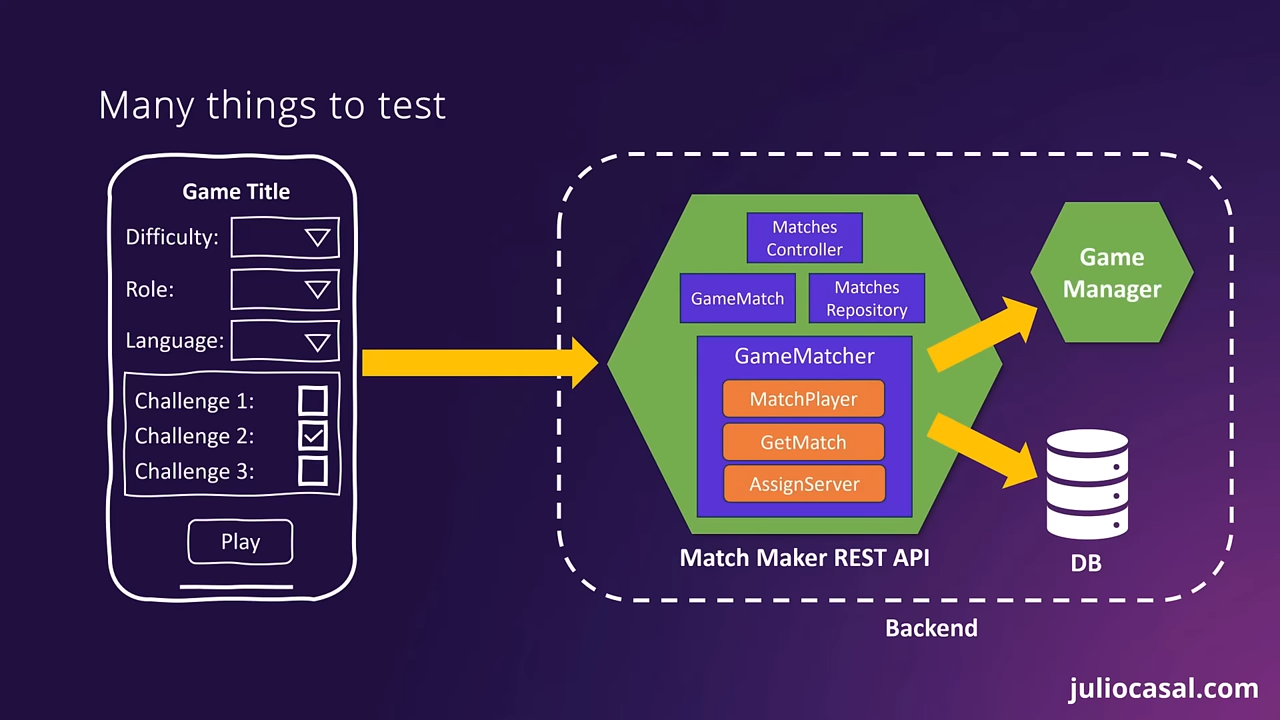 Many things to test
Game Title
Difficulty:
Role:
Language:
Challenge 1:
Challenge 2:
Challenge 3:
Play
Matches
Controller
GameMatch
Matches
Repository
GameMatcher
MatchPlayer
GetMatch
AssignServer
Match Maker REST API
Game
Manager
DB
Backend
juliocasal.com